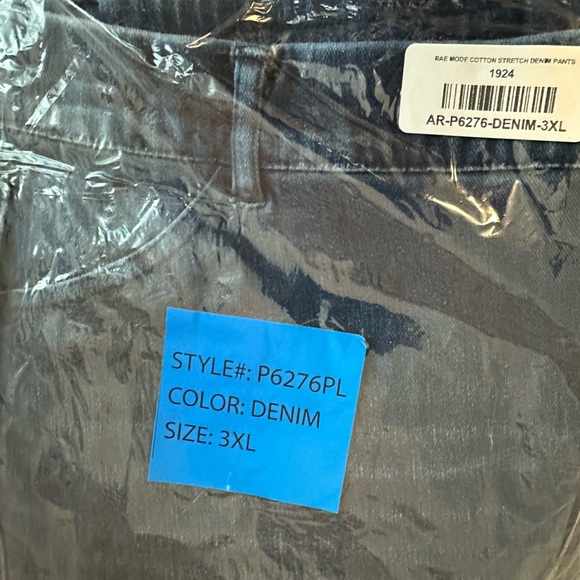 RAE MODE COTTON STRETCH DENIM PANTS
1924
AR-P6276-DENIM-3XL
STYLE#: P6276PL
COLOR: DENIM
SIZE: 3XL